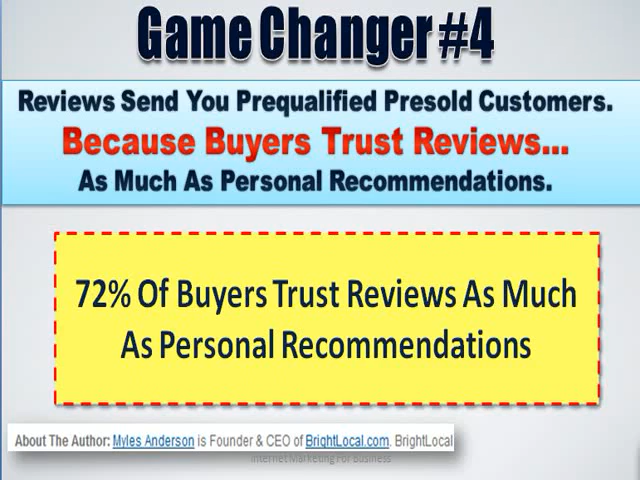 Game Changer #4
Reviews Send You Prequalified Presold Customers.
Because Buyers Trust Reviews...
As Much As Personal Recommendations.
72% Of Buyers Trust Reviews As Much
As Personal Recommendations
About The Author: Myles Anderson is Founder & CEO of BrightLocal.com. BrightLocal
Internet Marketing For Business